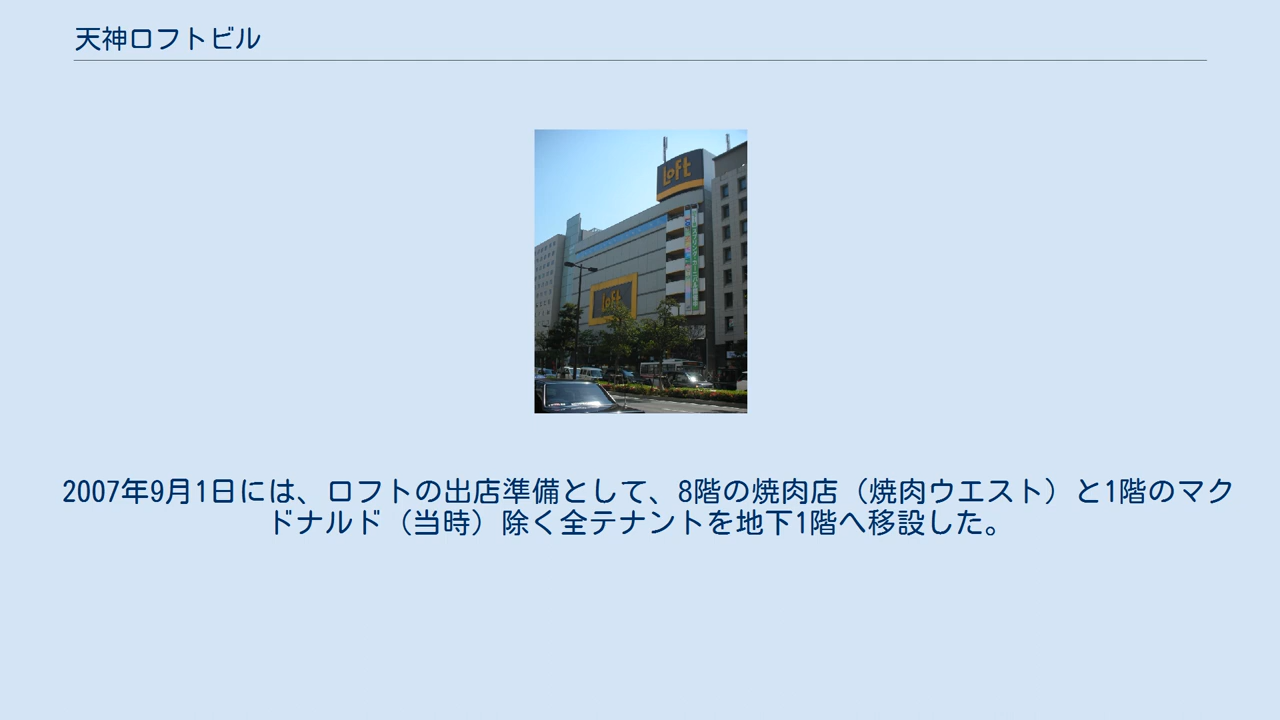 天神ロフトビル
Loft
Loft
2007年9月1日には、ロフトの出店準備として、8階の焼肉店（焼肉ウエスト）と1階のマク
ドナルド（当時）除く全テナントを地下1階へ移設した。